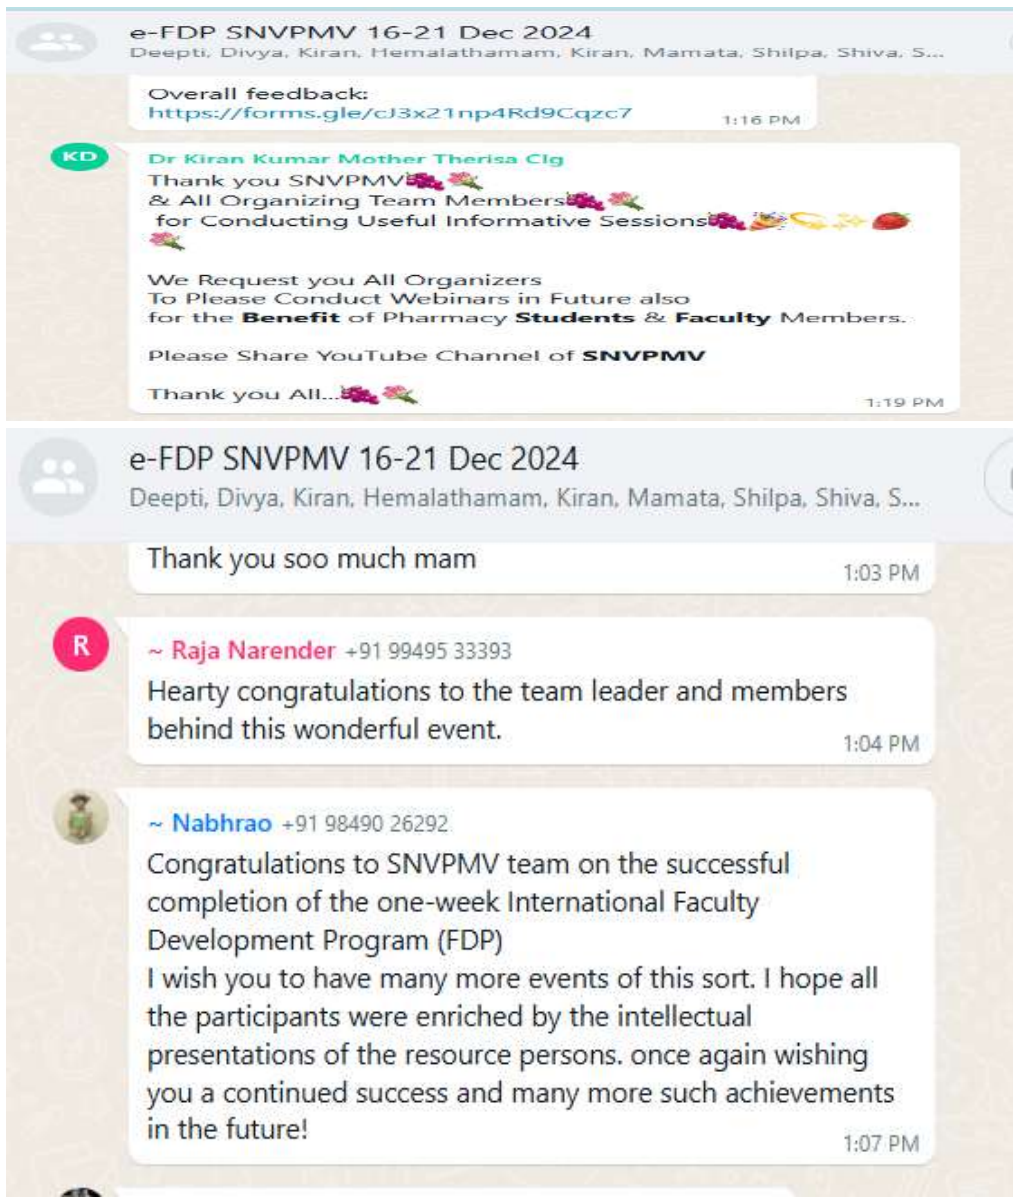 e-FDP SNVPMV 16-21 Dec 2024
Deepti, Divya, Kiran, Hemalathamam, Kiran, Mamata, Shilpa, Shiva, S...
Overall feedback:
https://forms.gle/cJ3x21np4Rd9Cqzc7
1:16 PM
KD
Dr Kiran Kumar Mother Therisa Clg
Thank you SNVPMV🍇💐
& All Organizing Team Members🍇💐
for Conducting Useful Informative Sessions🍇🎉💫✨🍓
💐
We Request you All Organizers
To Please Conduct Webinars in Future also
for the Benefit of Pharmacy Students & Faculty Members.
Please Share YouTube Channel of SNVPMV
Thank you All...🍇💐
1:19 PM
e-FDP SNVPMV 16-21 Dec 2024
Deepti, Divya, Kiran, Hemalathamam, Kiran, Mamata, Shilpa, Shiva, S...
Thank you soo much mam
1:03 PM
R
~ Raja Narender +91 99495 33393
Hearty congratulations to the team leader and members
behind this wonderful event.
1:04 PM
~ Nabhrao +91 98490 26292
Congratulations to SNVPMV team on the successful
completion of the one-week International Faculty
Development Program (FDP)
I wish you to have many more events of this sort. I hope all
the participants were enriched by the intellectual
presentations of the resource persons. once again wishing
you a continued success and many more such achievements
in the future!
1:07 PM